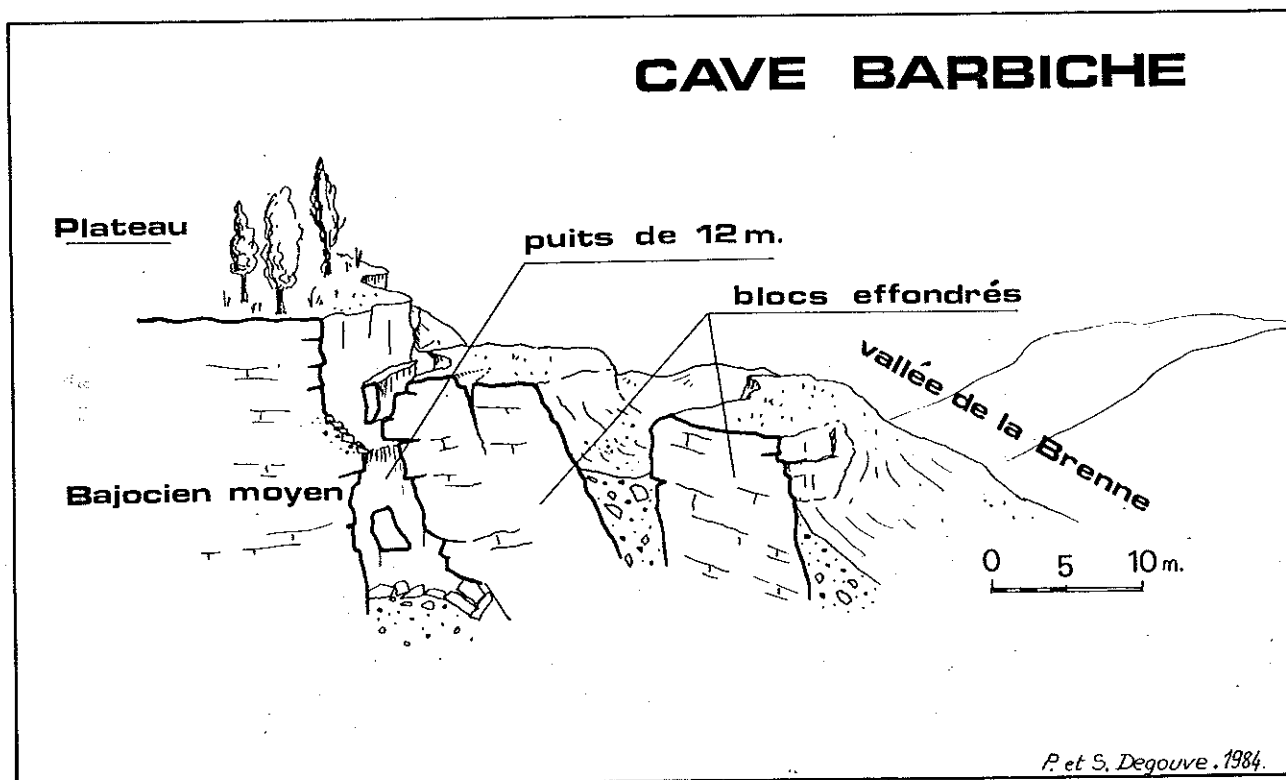 CAVE BARBICHE
Plateau
puits de 12 m.
blocs effondrés
vallée de la Brenne
Bajocien moyen
0 5 10 m.
P. et S. Degouve. 1984.